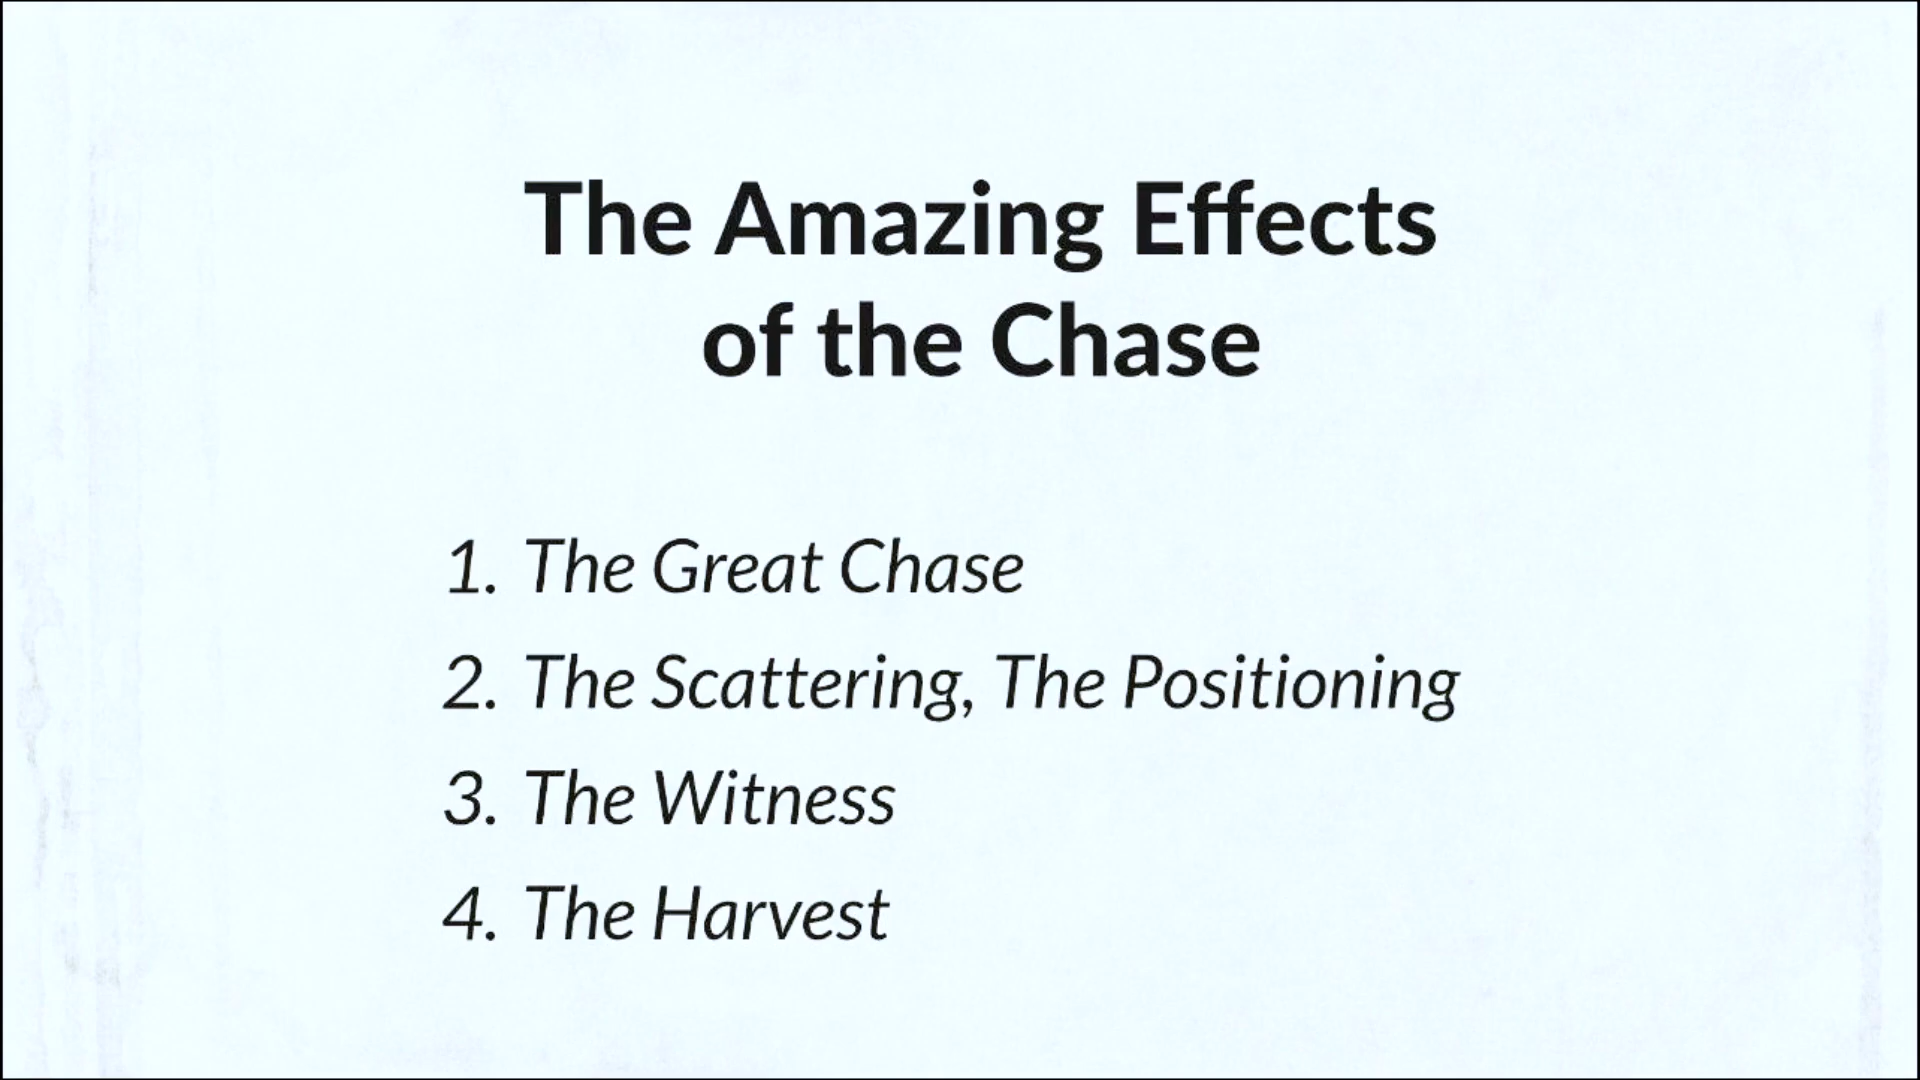 The Amazing Effects
of the Chase
1. The Great Chase
2. The Scattering, The Positioning
3. The Witness
4. The Harvest